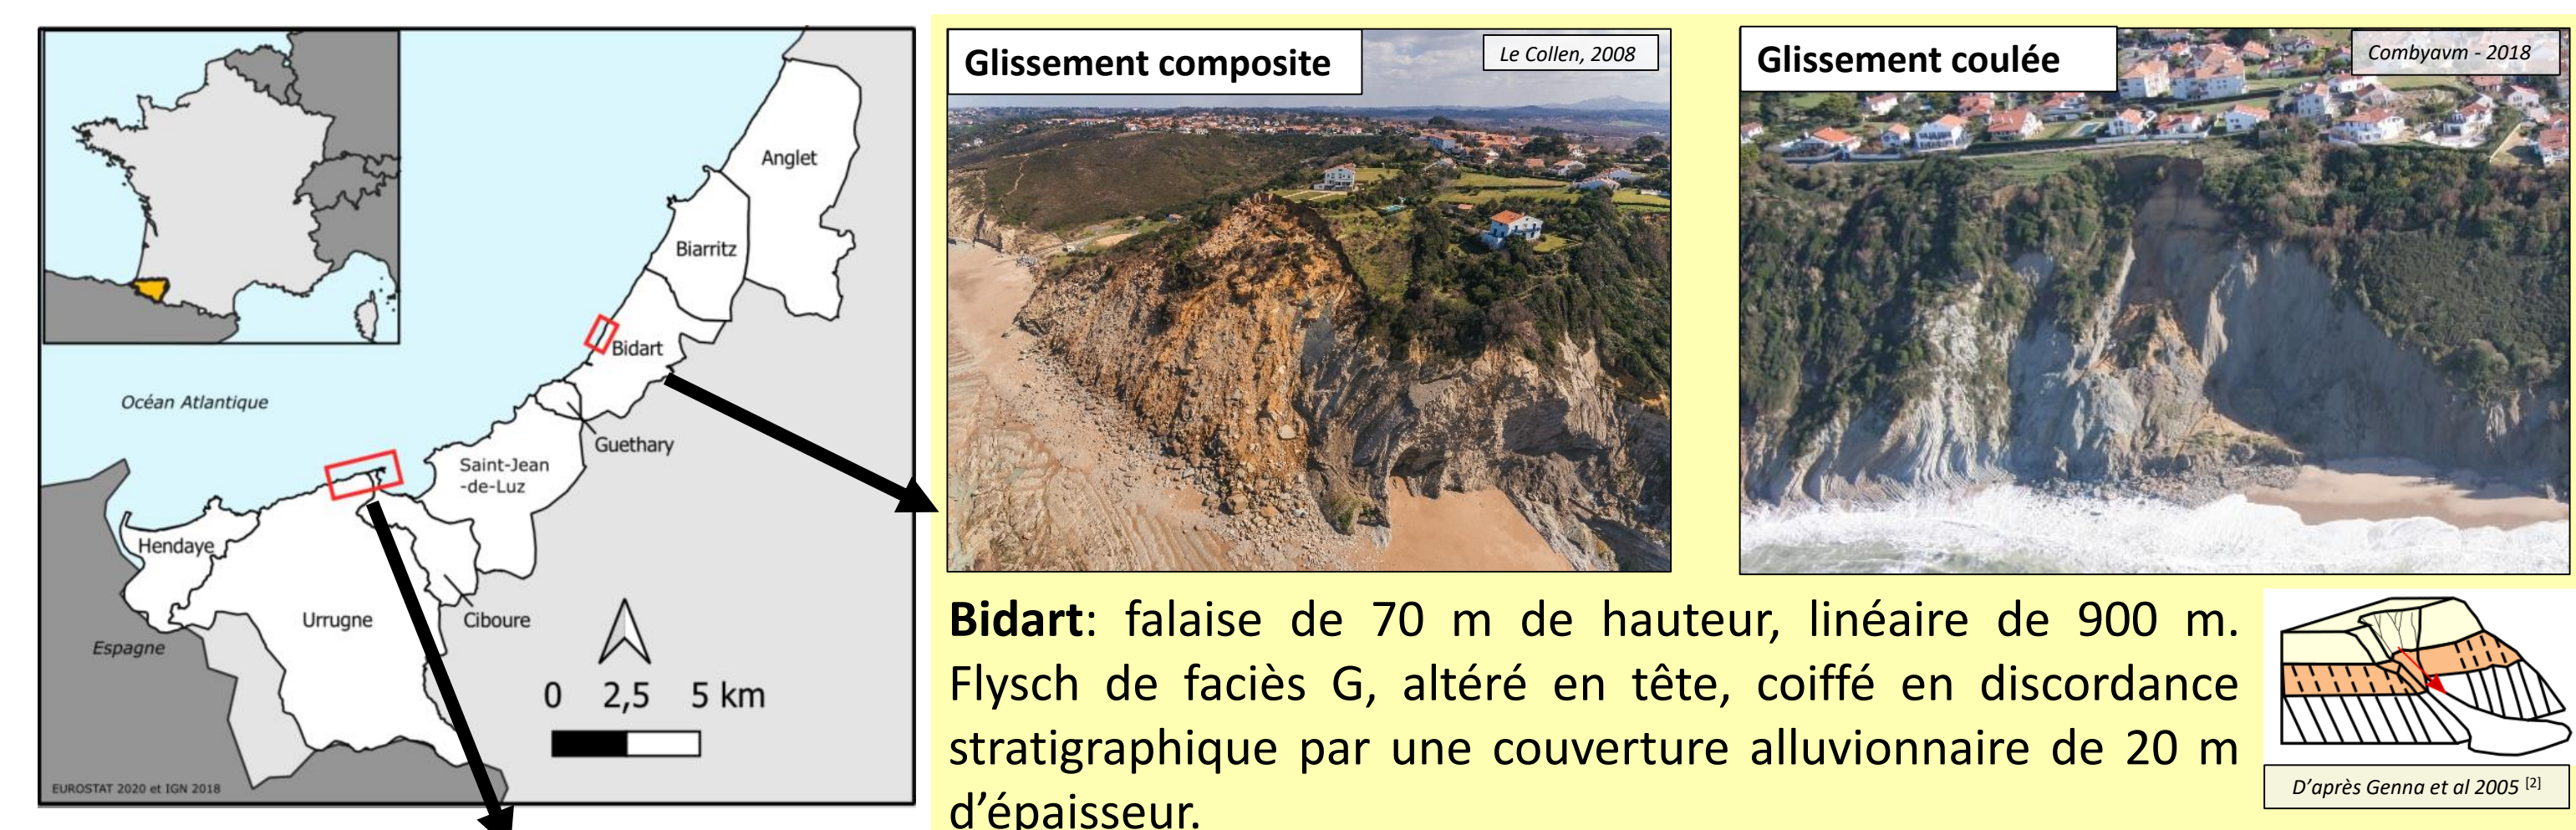 Anglet
Biarritz
Bidart
Océan Atlantique
Guethary
Saint-Jean
-de-Luz
Hendaye
Urrugne
Ciboure
Espagne
0 2,5 5 km
EUROSTAT 2020 et IGN 2018
Glissement composite
Le Collen, 2008
Glissement coulée
Combyavm - 2018
Bidart: falaise de 70 m de hauteur, linéaire de 900 m.
Flysch de faciès G, altéré en tête, coiffé en discordance
stratigraphique par une couverture alluvionnaire de 20 m
d’épaisseur.
D’après Genna et al 2005 [2]